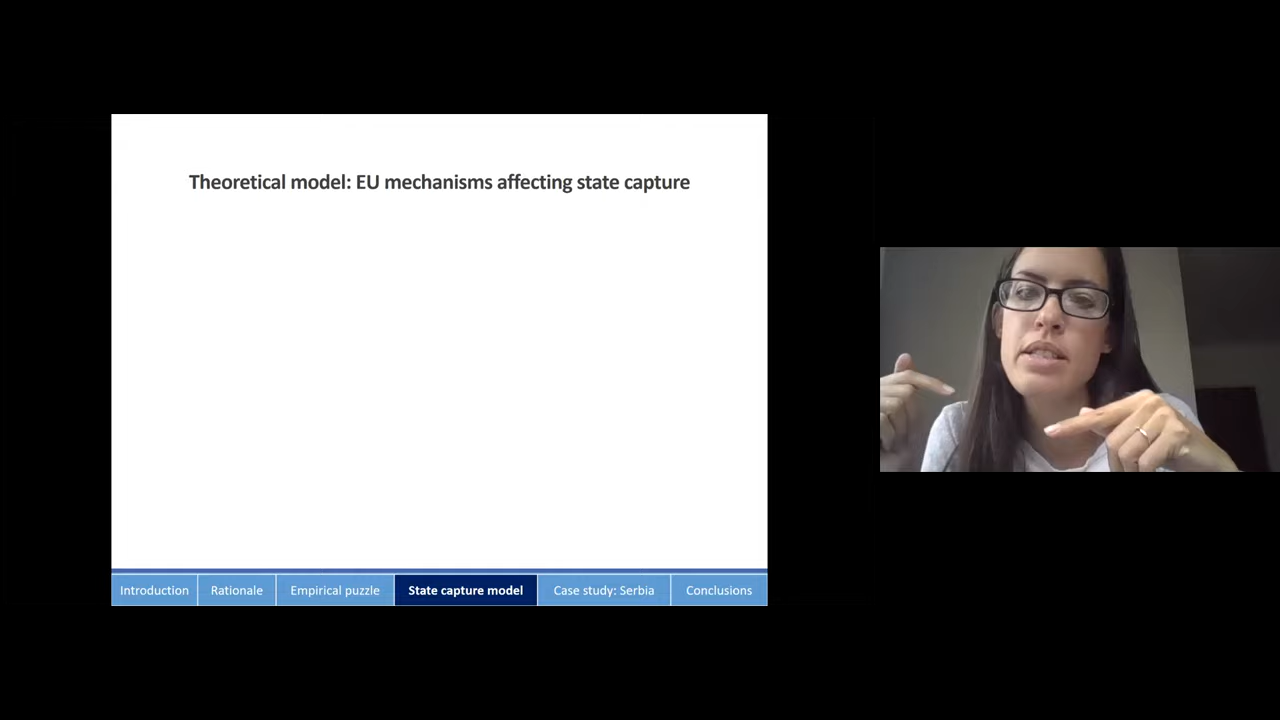 Theoretical model: EU mechanisms affecting state capture
Introduction Rationale Empirical puzzle State capture model Case study: Serbia Conclusions